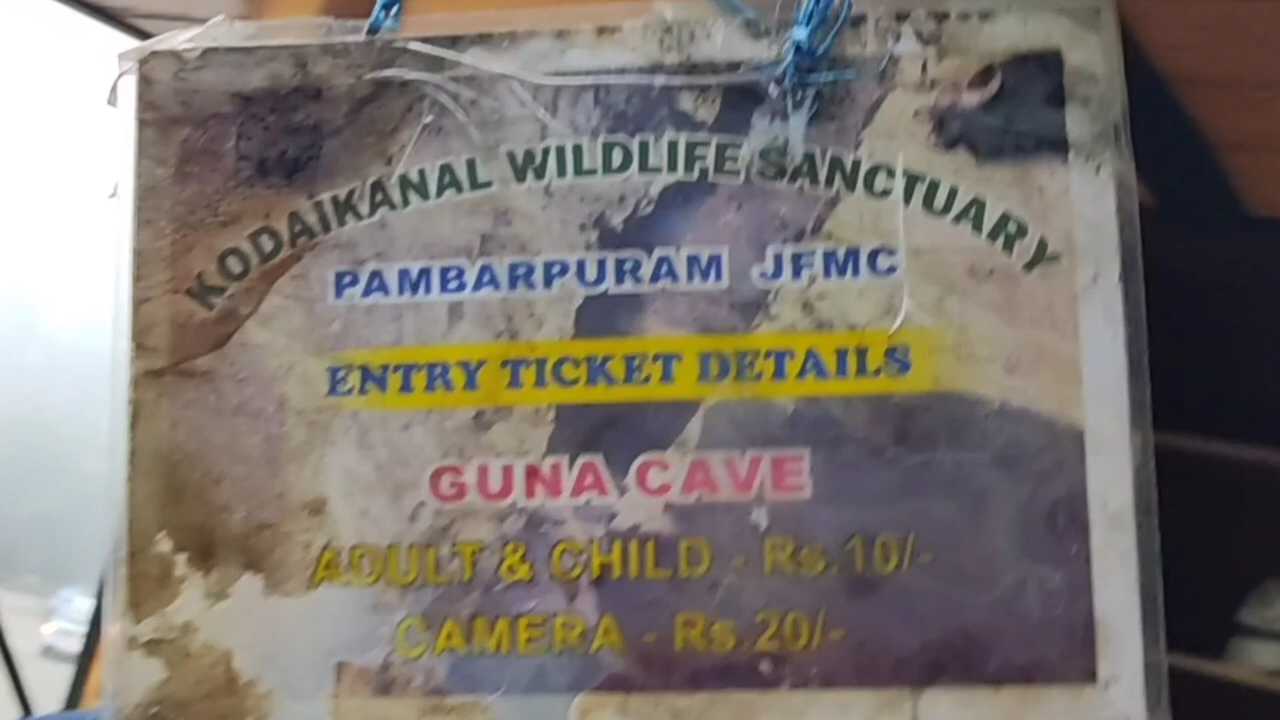 KODAIKANAL WILDLIFE SANCTUARY
PAMBARPURAM JFMC
ENTRY TICKET DETAILS
GUNA CAVE
ADULT & CHILD - Rs.10/-
CAMERA - Rs.20/-